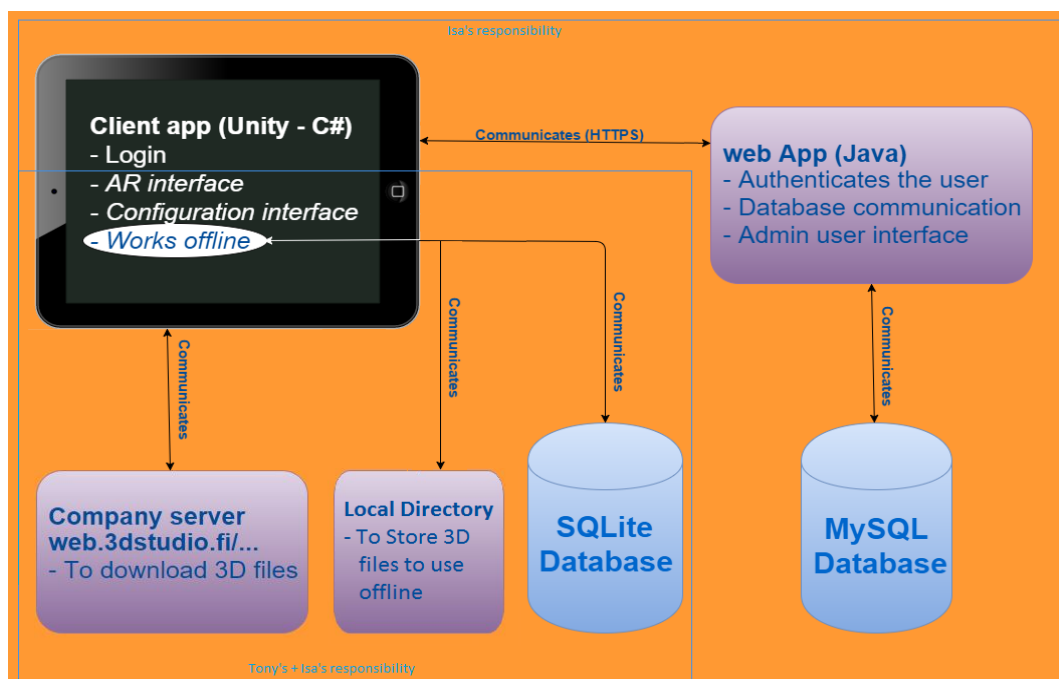 Isa's responsibility
Client app (Unity - C#)
- Login
- AR interface
- Configuration interface
- Works offline
Communicates (HTTPS)
web App (Java)
- Authenticates the user
- Database communication
- Admin user interface
Communicates
Communicates
Communicates
Communicates
Company server
web.3dstudio.fi/...
- To download 3D files
Local Directory
- To Store 3D
files to use
offline
SQLite
Database
MySQL
Database
Tony's + Isa's responsibility